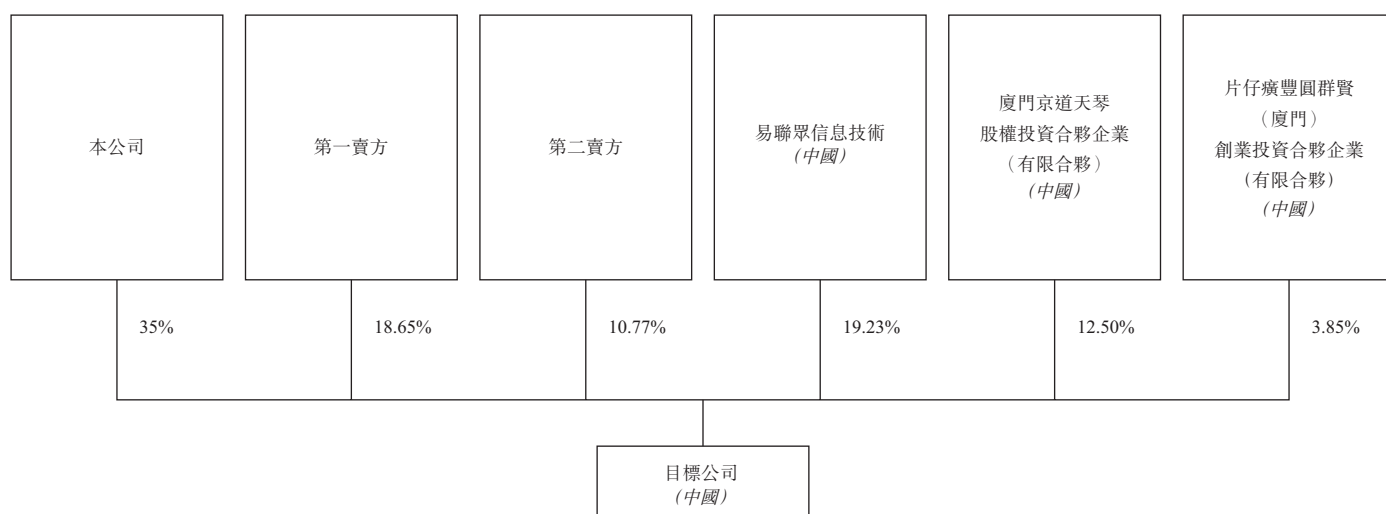 本公司
第一賣方
第二賣方
易聯眾信息技術
(中國)
廈門京道天琴
股權投資合夥企業
(有限合夥)
(中國)
片仔癀豐圓群賢
(廈門)
創業投資合夥企業
(有限合夥)
(中國)
35%
18.65%
10.77%
19.23%
12.50%
3.85%
目標公司
(中國)